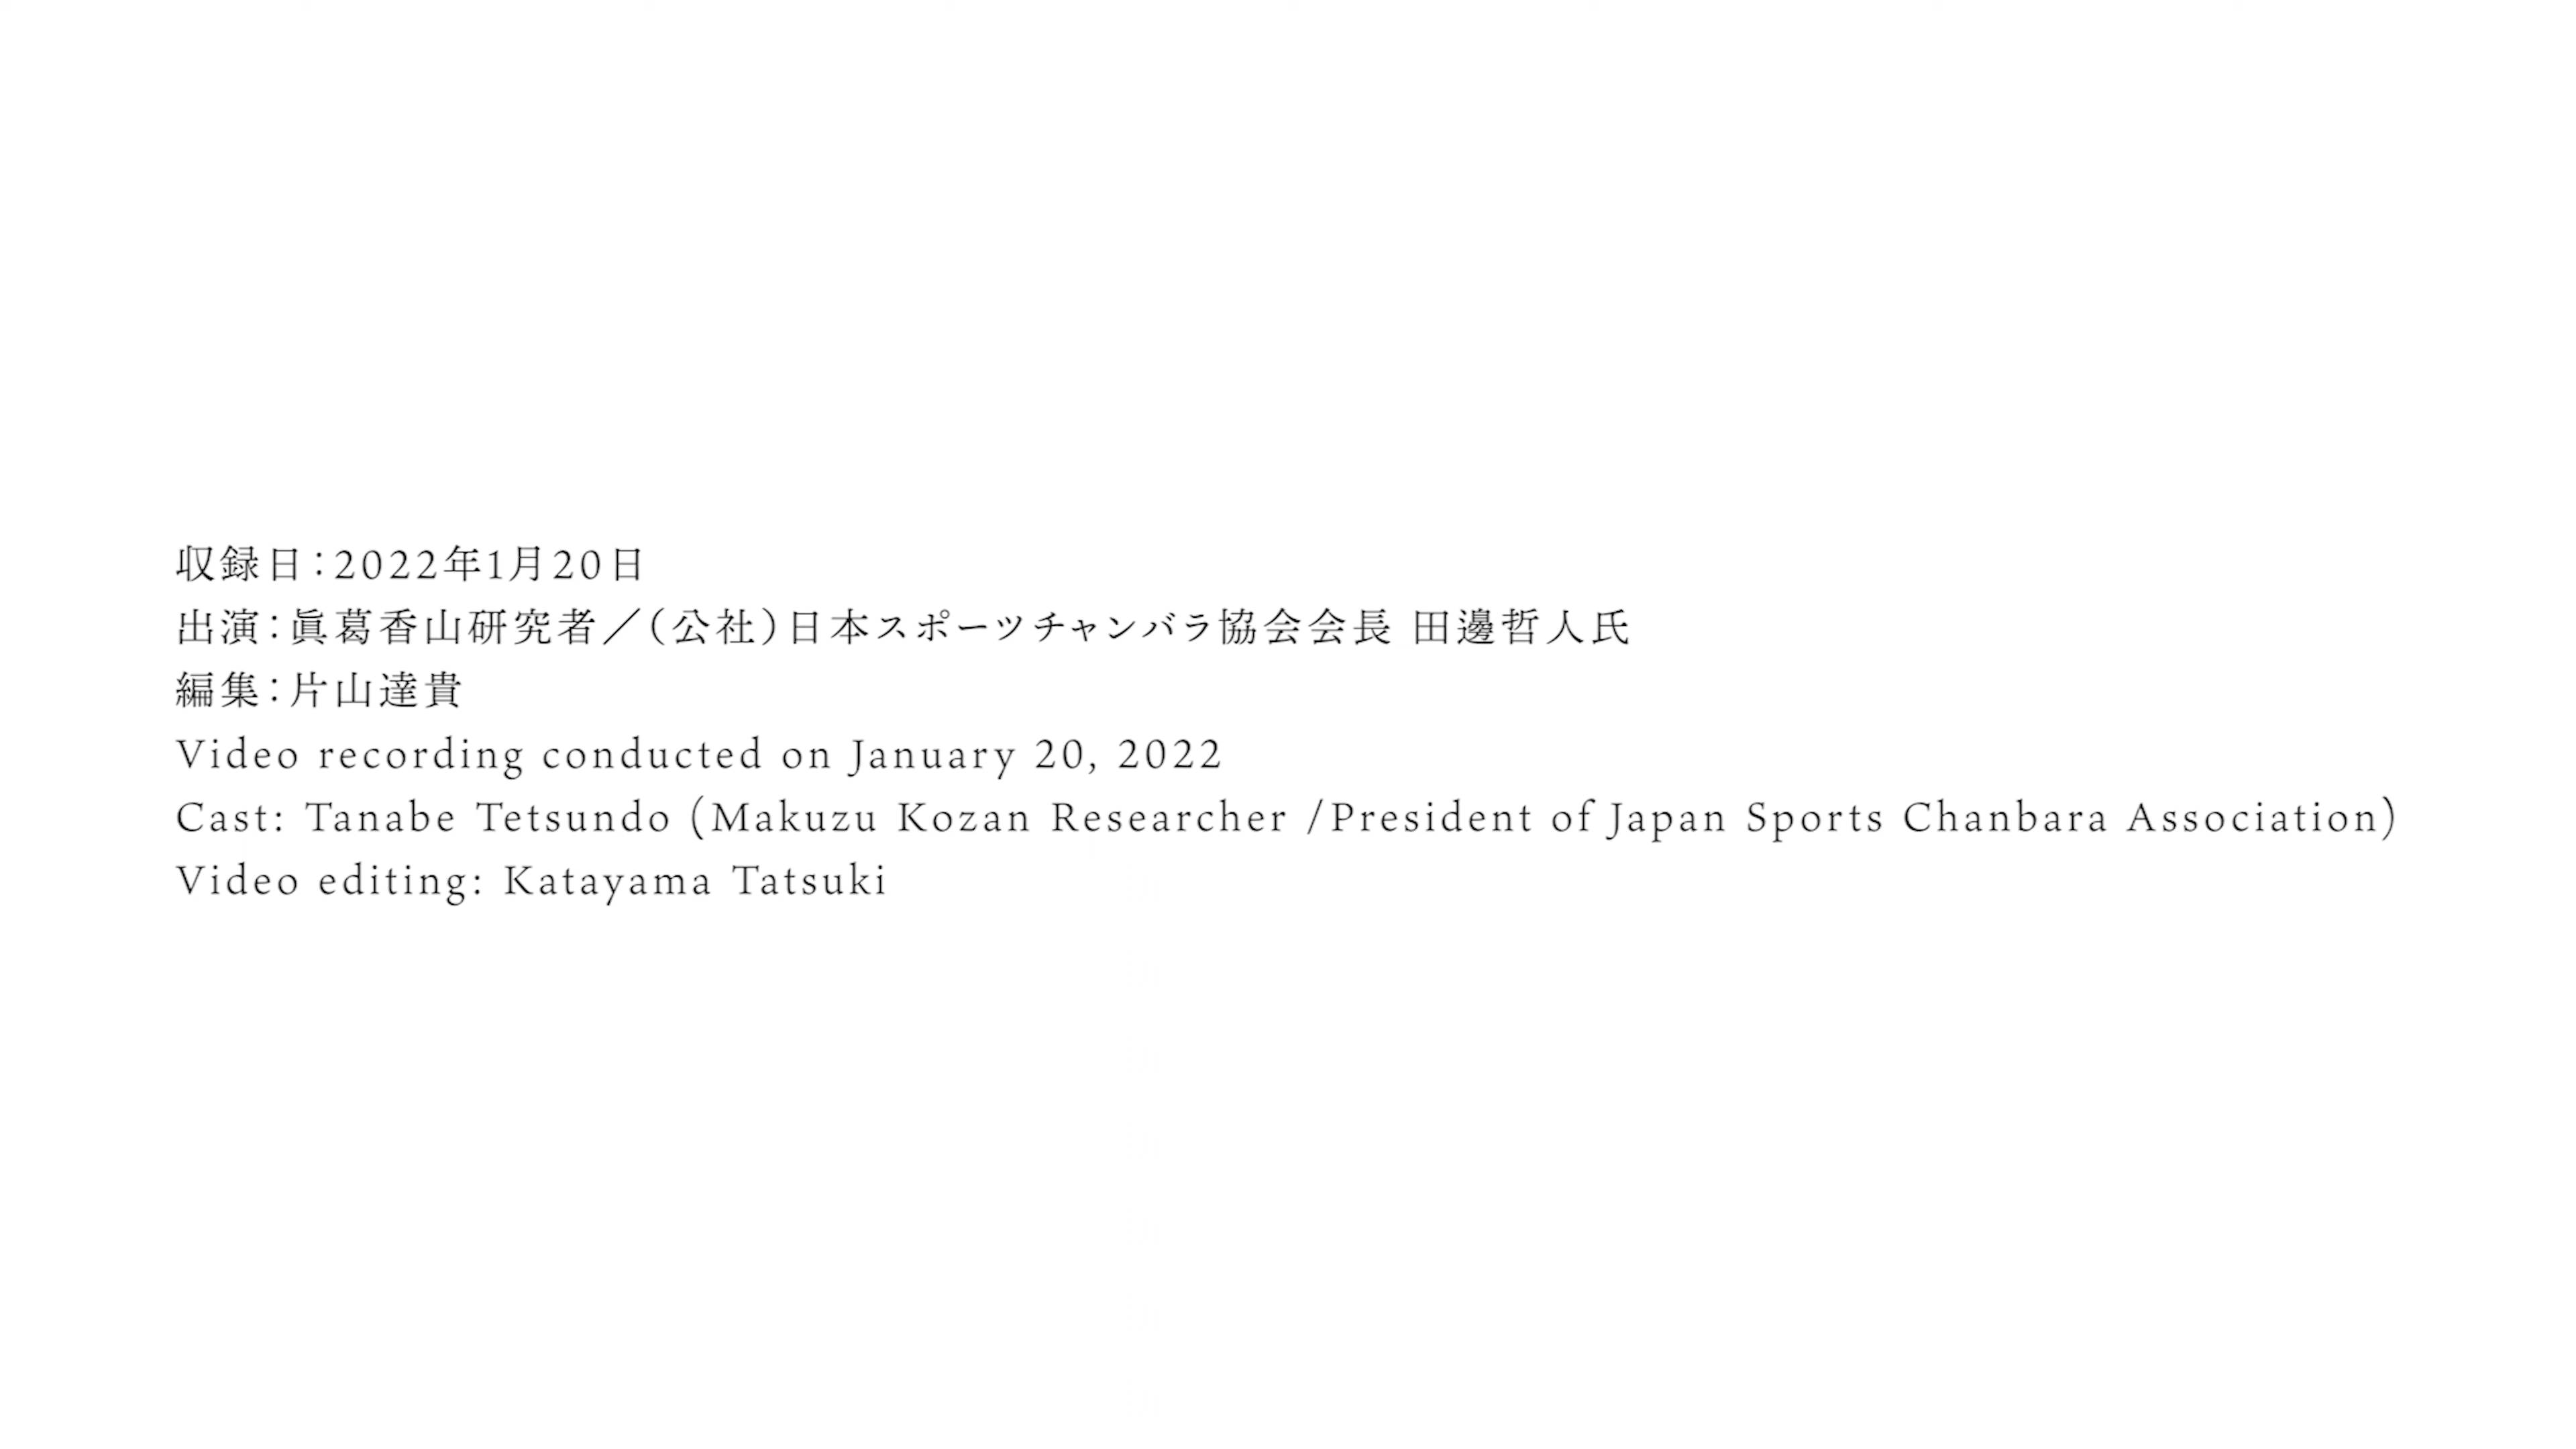 収録日：2022年1月20日
出演：眞葛香山研究者／（公社）日本スポーツチャンバラ協会会長 田邊哲人氏
編集：片山達貴
Video recording conducted on January 20, 2022
Cast: Tanabe Tetsundo (Makuzu Kozan Researcher /President of Japan Sports Chanbara Association)
Video editing: Katayama Tatsuki